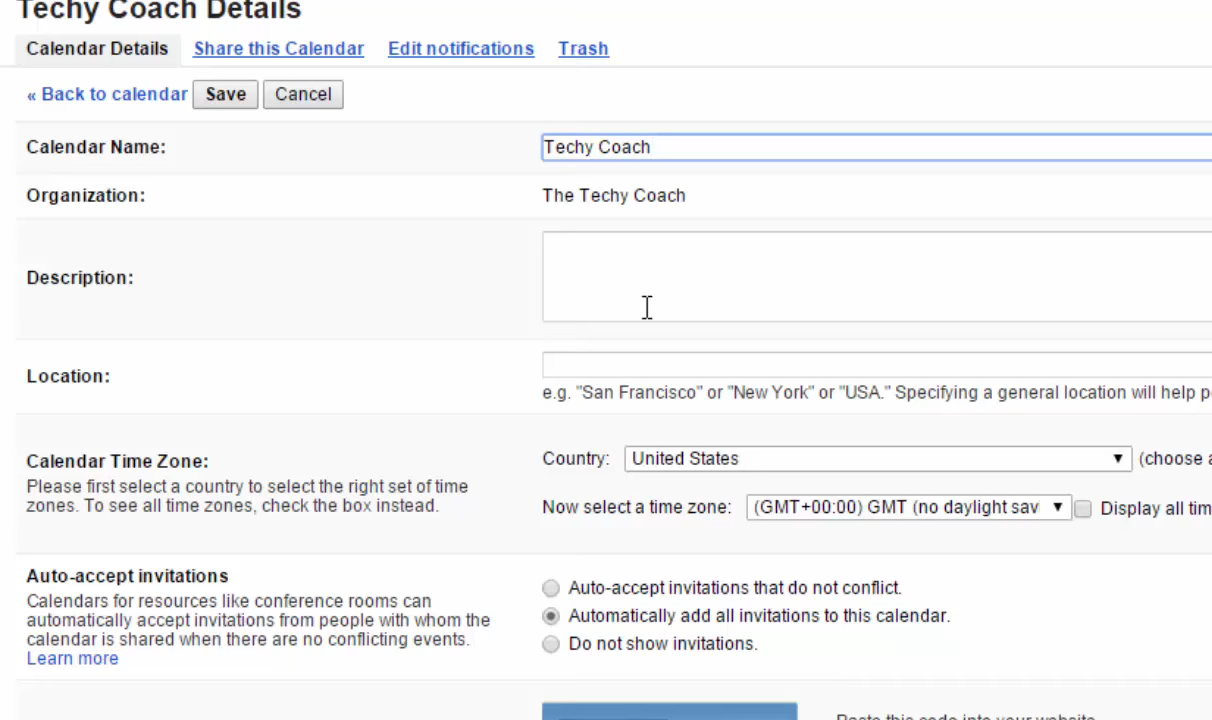 Techy Coach Details
Calendar Details Share this Calendar Edit notifications Trash
« Back to calendar Save Cancel
Calendar Name: Techy Coach
Organization: The Techy Coach
Description:
Location:
e.g. "San Francisco" or "New York" or "USA." Specifying a general location will help
Calendar Time Zone:
Please first select a country to select the right set of time
zones. To see all time zones, check the box instead.
Country: United States (choose
Now select a time zone: (GMT+00:00) GMT (no daylight sav Display all tim
Auto-accept invitations
Calendars for resources like conference rooms can
automatically accept invitations from people with whom the
calendar is shared when there are no conflicting events.
Learn more
Auto-accept invitations that do not conflict.
Automatically add all invitations to this calendar.
Do not show invitations.
Paste this code into your website